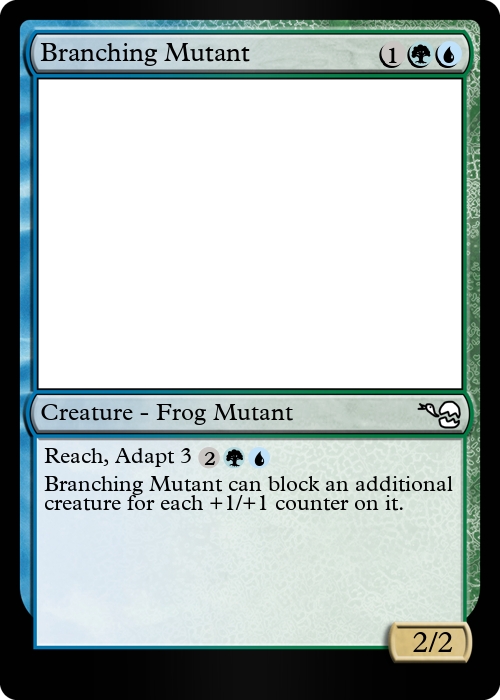 Branching Mutant 1
Creature - Frog Mutant
Reach, Adapt 3 2
Branching Mutant can block an additional
creature for each +1/+1 counter on it.
2/2